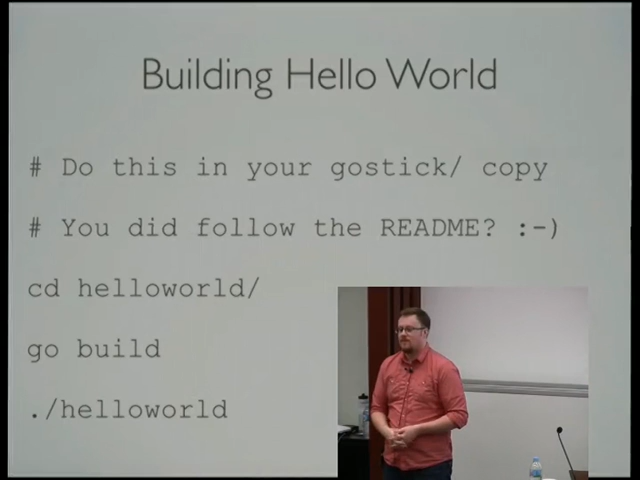 Building Hello World
# Do this in your gostick/ copy
# You did follow the README? :-)
cd helloworld/
go build
./helloworld